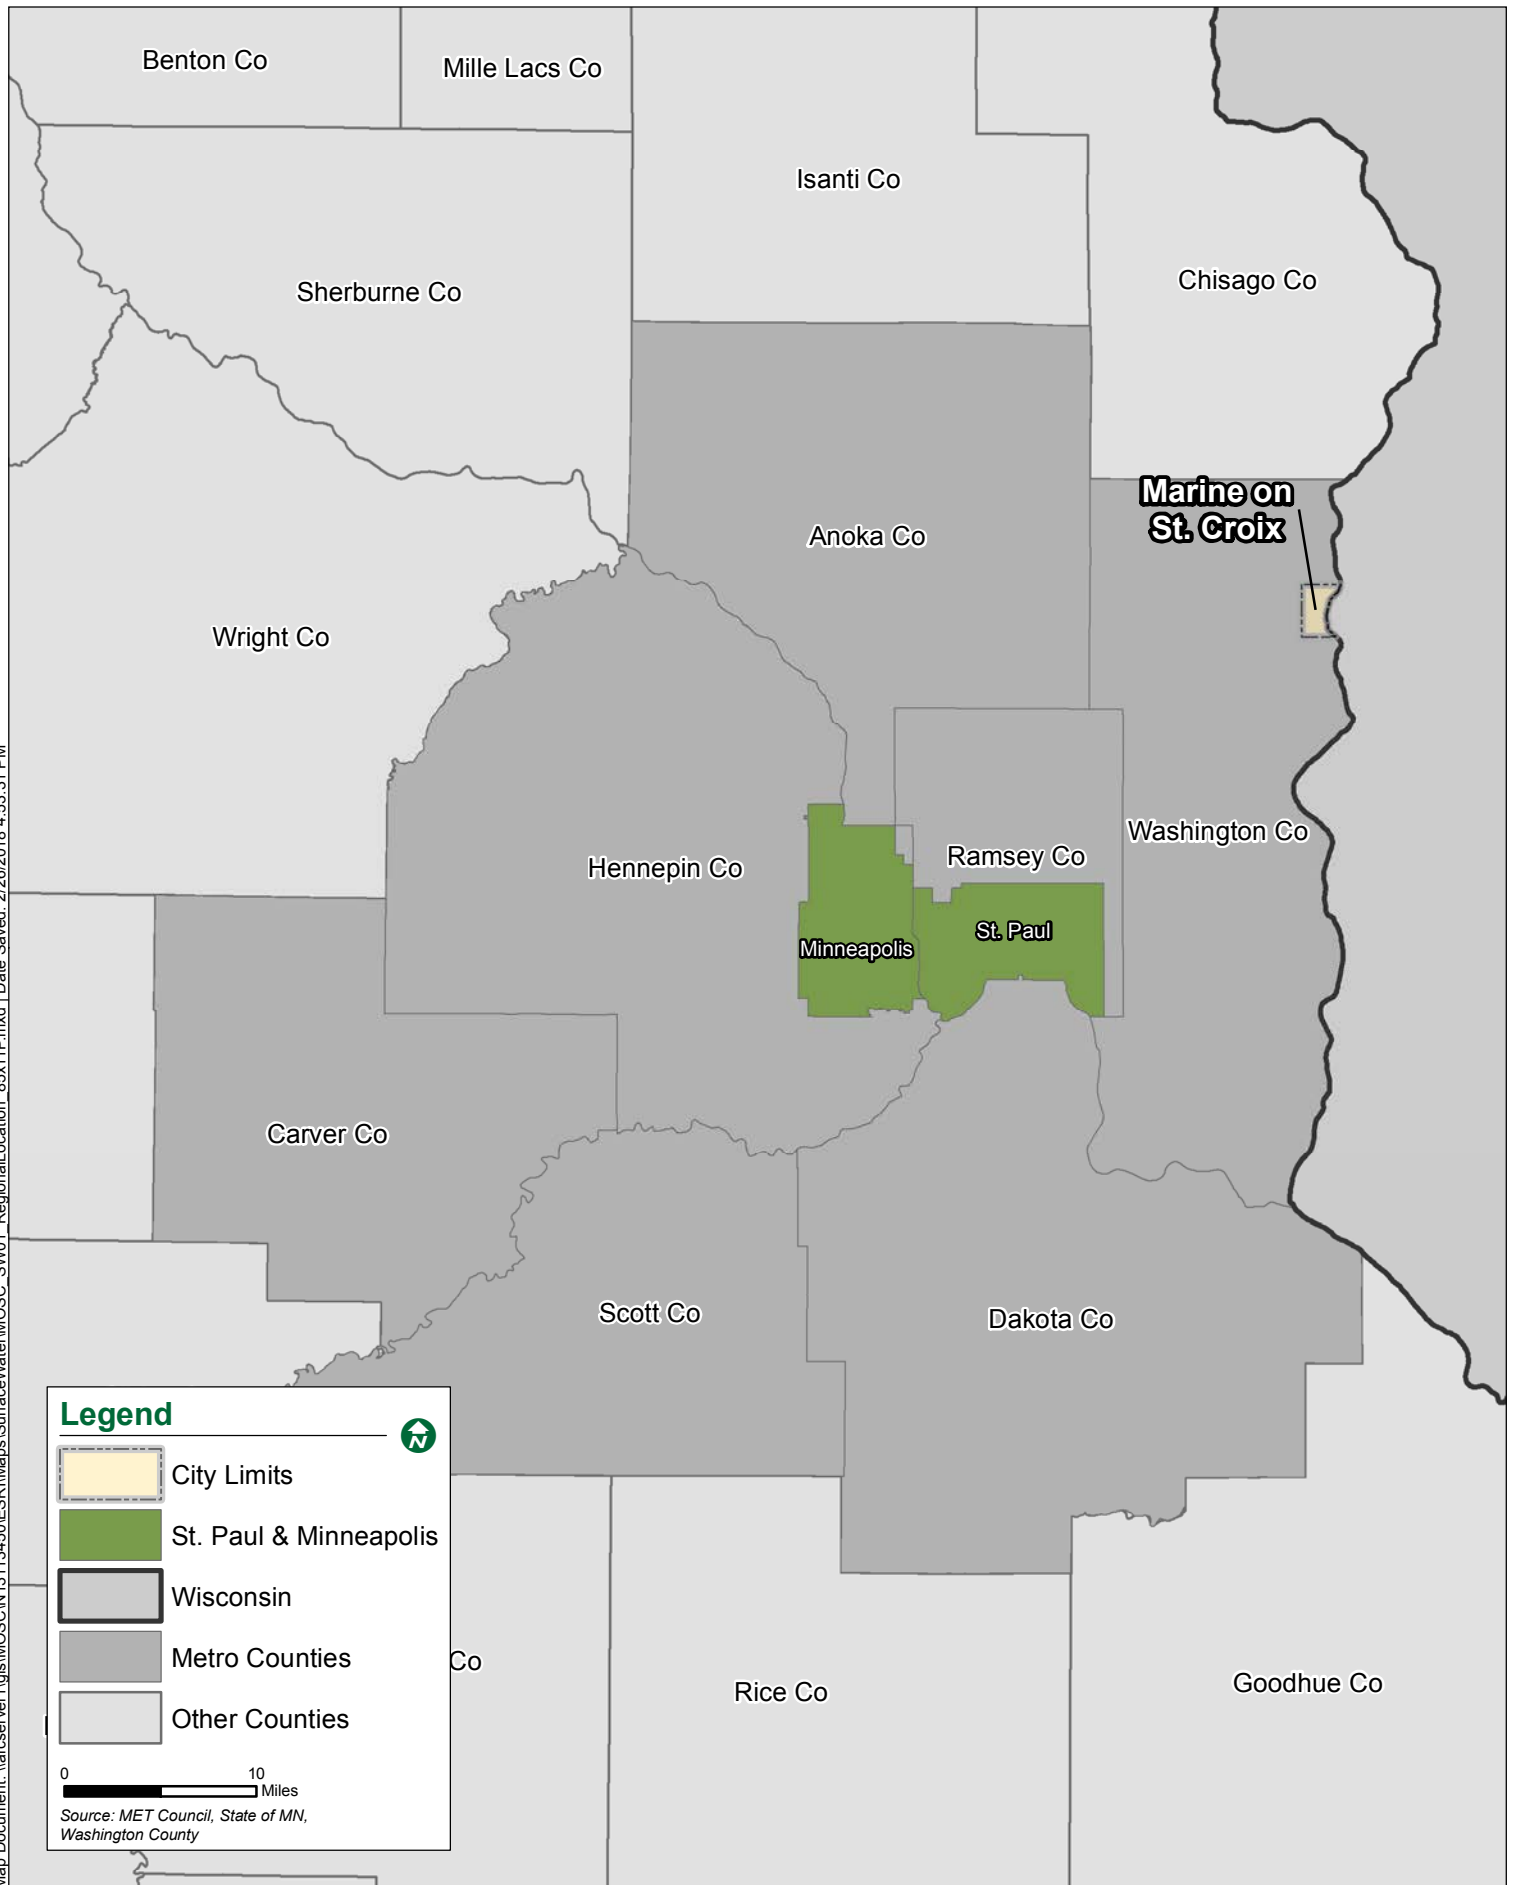 Benton Co
Mille Lacs Co
Isanti Co
Sherburne Co
Chisago Co
Marine on
St. Croix
Anoka Co
Wright Co
Washington Co
Ramsey Co
Hennepin Co
St. Paul
Minneapolis
Carver Co
Scott Co
Dakota Co
Legend
N
City Limits
St. Paul & Minneapolis
Wisconsin
Metro Counties
Other Counties
0 10
Miles
Source: MET Council, State of MN,
Washington County
Co
Rice Co
Goodhue Co